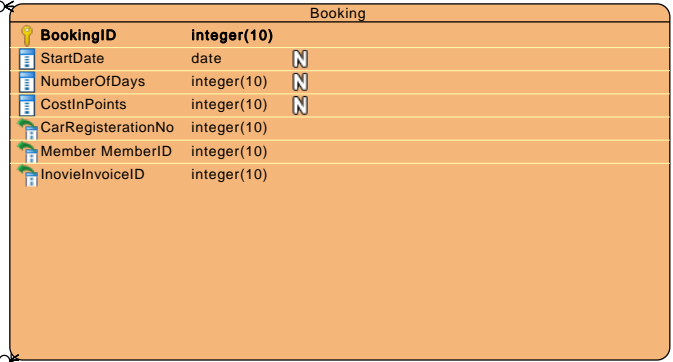 Booking
BookingID integer(10)
StartDate date N
NumberOfDays integer(10) N
CostInPoints integer(10) N
CarRegisterationNo integer(10)
Member MemberID integer(10)
InovieInvoiceID integer(10)